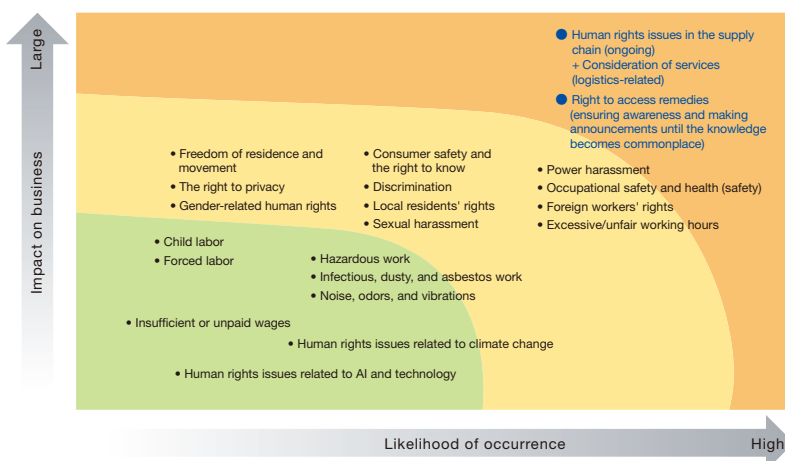 Large
Impact on business
● Human rights issues in the supply
chain (ongoing)
+ Consideration of services
(logistics-related)
● Right to access remedies
(ensuring awareness and making
announcements until the knowledge
becomes commonplace)
• Freedom of residence and
movement
• The right to privacy
• Gender-related human rights
• Consumer safety and
the right to know
• Discrimination
• Local residents' rights
• Sexual harassment
• Power harassment
• Occupational safety and health (safety)
• Foreign workers' rights
• Excessive/unfair working hours
• Child labor
• Forced labor
• Hazardous work
• Infectious, dusty, and asbestos work
• Noise, odors, and vibrations
• Insufficient or unpaid wages
• Human rights issues related to climate change
• Human rights issues related to AI and technology
Likelihood of occurrence
High